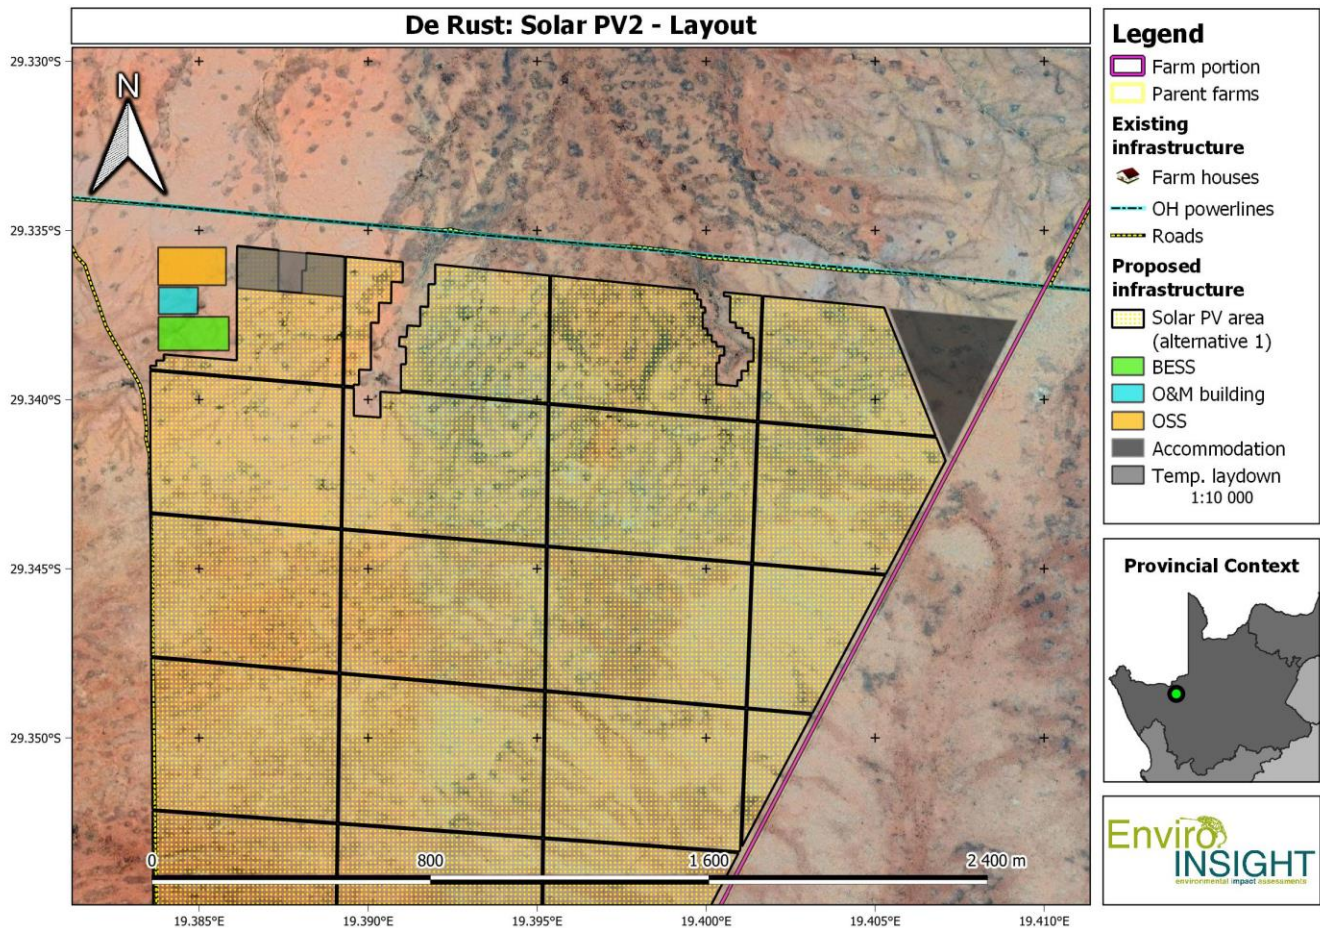 De Rust: Solar PV2 - Layout
29.330°S
29.335°S
29.340°S
29.345°S
29.350°S
N
0
800
1 600
2 400 m
19.385°E
19.390°E
19.395°E
19.400°E
19.405°E
19.410°E
Legend
Farm portion
Parent farms
Existing
infrastructure
Farm houses
OH powerlines
Roads
Proposed
infrastructure
Solar PV area
(alternative 1)
BESS
O&M building
OSS
Accommodation
Temp. laydown
1:10 000
Provincial Context
Enviro
INSIGHT
environmental impact assessments